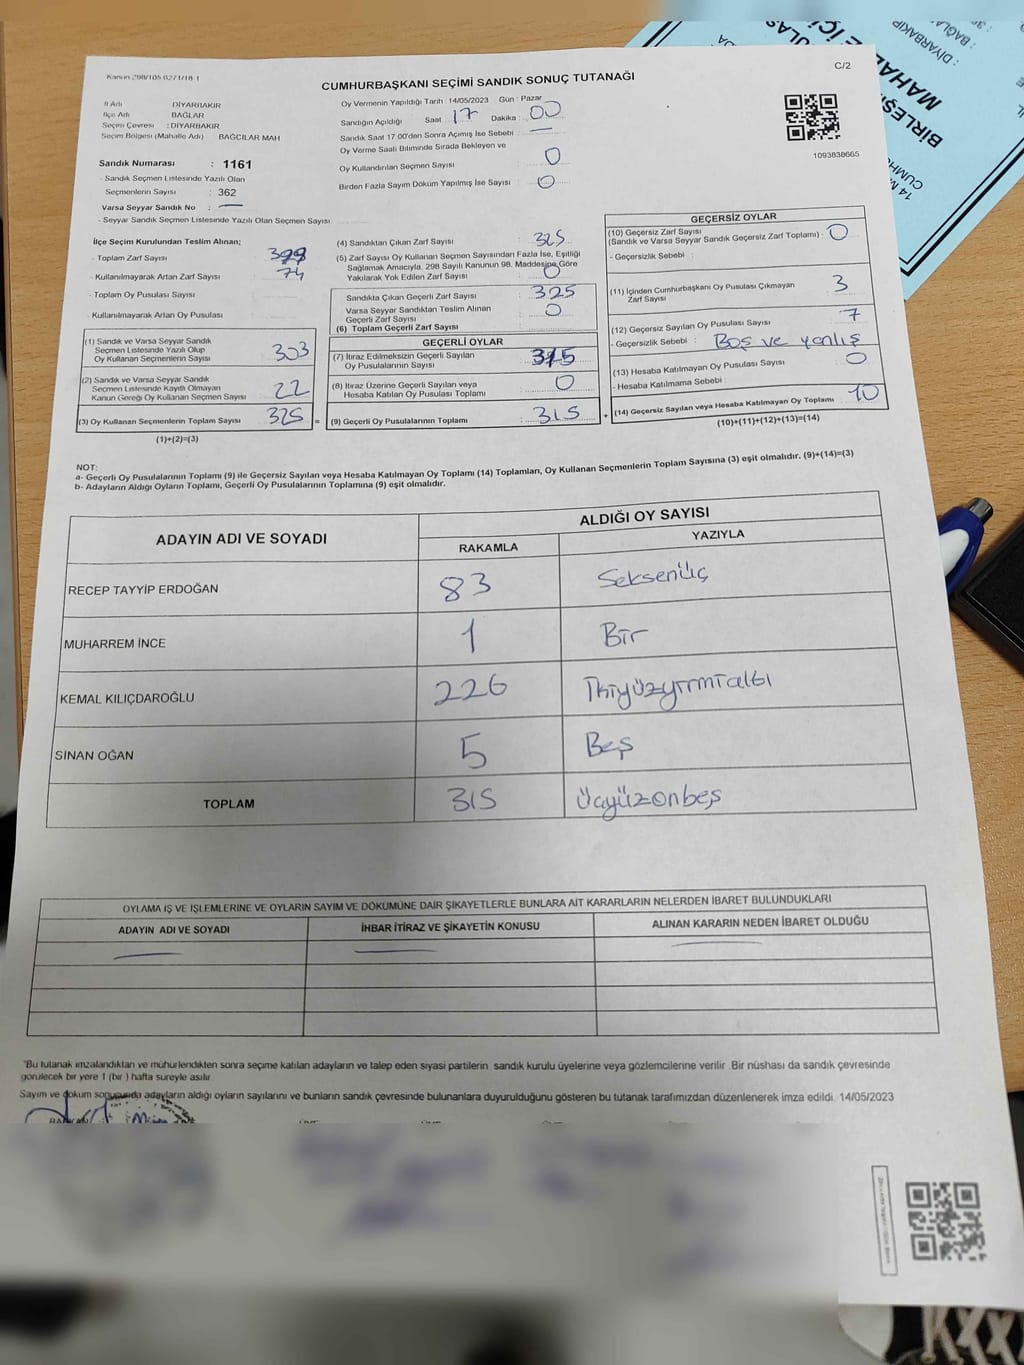 Kanun 298/105 0271/18-1
C/2
CUMHURBAŞKANI SEÇİMİ SANDIK SONUÇ TUTANAĞI
İl Adı DİYARBAKIR
İlçe Adı BAĞLAR
Seçim Çevresi : DİYARBAKIR
Seçim Bölgesi (Mahalle Adı) BAĞCILAR MAH
Sandık Numarası : 1161
- Sandık Seçmen Listesinde Yazılı Olan
Seçmenlerin Sayısı : 362
Varsa Seyyar Sandık No : —
- Seyyar Sandık Seçmen Listesinde Yazılı Olan Seçmen Sayısı
Oy Vermenin Yapıldığı Tarih 14/05/2023 Gün : Pazar
Sandığın Açıldığı Saat 17 Dakika : 00
Sandık Saat 17:00'den Sonra Açılmış İse Sebebi : —
Oy Verme Saati Bitiminde Sırada Bekleyen ve
Oy Kullandırılan Seçmen Sayısı 0
Birden Fazla Sayım Döküm Yapılmış İse Sayısı : 0
1093838665
İlçe Seçim Kurulundan Teslim Alınan;
- Toplam Zarf Sayısı :
- Kullanılmayarak Artan Zarf Sayısı : 74
- Toplam Oy Pusulası Sayısı :
- Kullanılmayarak Artan Oy Pusulası
(1) Sandık ve Varsa Seyyar Sandık
Seçmen Listesinde Yazılı Olup
Oy Kullanan Seçmenlerin Sayısı : 303
(2) Sandık ve Varsa Seyyar Sandık
Seçmen Listesinde Kayıtlı Olmayan
Kanun Gereği Oy Kullanan Seçmen Sayısı : 22
(3) Oy Kullanan Seçmenlerin Toplam Sayısı : 325
(1)+(2)=(3)
(4) Sandıktan Çıkan Zarf Sayısı : 325
(5) Zarf Sayısı Oy Kullanan Seçmen Sayısından Fazla İse, Eşitliği
Sağlamak Amacıyla, 298 Sayılı Kanunun 98. Maddesine Göre
Yakılarak Yok Edilen Zarf Sayısı : 0
Sandıkta Çıkan Geçerli Zarf Sayısı : 325
Varsa Seyyar Sandıktan Teslim Alınan
Geçerli Zarf Sayısı : 0
(6) Toplam Geçerli Zarf Sayısı :
GEÇERLİ OYLAR
(7) İtiraz Edilmeksizin Geçerli Sayılan
Oy Pusulasının Sayısı : 315
(8) İtiraz Üzerine Geçerli Sayılan veya
Hesaba Katılan Oy Pusulası Toplamı : 0
= (9) Geçerli Oy Pusulalarının Toplamı : 315 +
GEÇERSİZ OYLAR
(10) Geçersiz Zarf Sayısı
(Sandık ve Varsa Seyyar Sandık Geçersiz Zarf Toplamı) : 0
- Geçersizlik Sebebi :
(11) İçinden Cumhurbaşkanı Oy Pusulası Çıkmayan
Zarf Sayısı : 3
(12) Geçersiz Sayılan Oy Pusulası Sayısı : 7
- Geçersizlik Sebebi : Boş ve yanlış
(13) Hesaba Katılmayan Oy Pusulası Sayısı : 0
- Hesaba Katılmama Sebebi :
(14) Geçersiz Sayılan veya Hesaba Katılmayan Oy Toplamı : 10
(10)+(11)+(12)+(13)=(14)
NOT:
a- Geçerli Oy Pusulalarının Toplamı (9) ile Geçersiz Sayılan veya Hesaba Katılmayan Oy Toplamı (14) Toplamları, Oy Kullanan Seçmenlerin Toplam Sayısına (3) eşit olmalıdır. (9)+(14)=(3)
b- Adayların Aldığı Oyların Toplamı, Geçerli Oy Pusulalarının Toplamına (9) eşit olmalıdır.
ADAYIN ADI VE SOYADI ALDIĞI OY SAYISI
RAKAMLA YAZIYLA
RECEP TAYYİP ERDOĞAN 83 Seksenüç
MUHARREM İNCE 1 Bir
KEMAL KILIÇDAROĞLU 226 İkiyüzyirmialtı
SİNAN OĞAN 5 Beş
TOPLAM 315 Üçyüzonbeş
OYLAMA İŞ VE İŞLEMLERİNE VE OYLARIN SAYIM VE DÖKÜMÜNE DAİR ŞİKAYETLERLE BUNLARA AİT KARARLARIN NELERDEN İBARET BULUNDUKLARI
ADAYIN ADI VE SOYADI İHBAR İTİRAZ VE ŞİKAYETİN KONUSU ALINAN KARARIN NEDEN İBARET OLDUĞU
— — —
*Bu tutanak imzalandıktan ve mühürlendikten sonra seçime katılan adayların ve talep eden siyasi partilerin sandık kurulu üyelerine veya gözlemcilerine verilir. Bir nüshası da sandık çevresinde
görülecek bir yere 1 (bir) hafta süreyle asılır.
Sayım ve döküm sonucunda adayların aldığı oyların sayılarını ve bunların sandık çevresinde bulunanlara duyurulduğunu gösteren bu tutanak tarafımızdan düzenlenerek imza edildi. 14/05/2023
: DİYARBAKIR